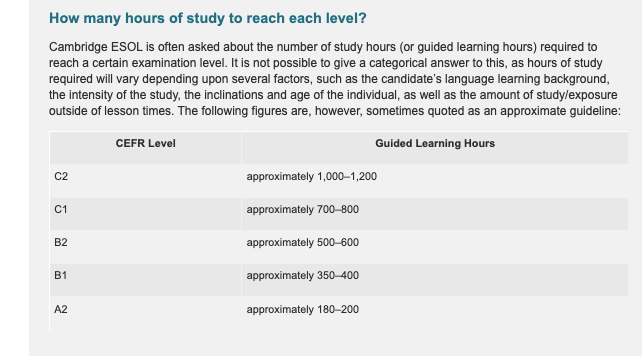 How many hours of study to reach each level?
Cambridge ESOL is often asked about the number of study hours (or guided learning hours) required to
reach a certain examination level. It is not possible to give a categorical answer to this, as hours of study
required will vary depending upon several factors, such as the candidate's language learning background,
the intensity of the study, the inclinations and age of the individual, as well as the amount of study/exposure
outside of lesson times. The following figures are, however, sometimes quoted as an approximate guideline:
CEFR Level Guided Learning Hours
C2 approximately 1,000–1,200
C1 approximately 700–800
B2 approximately 500–600
B1 approximately 350–400
A2 approximately 180–200